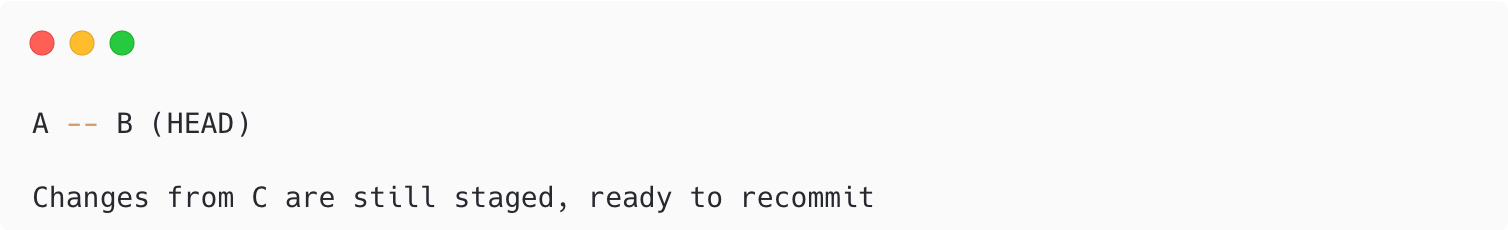 A -- B (HEAD)
Changes from C are still staged, ready to recommit